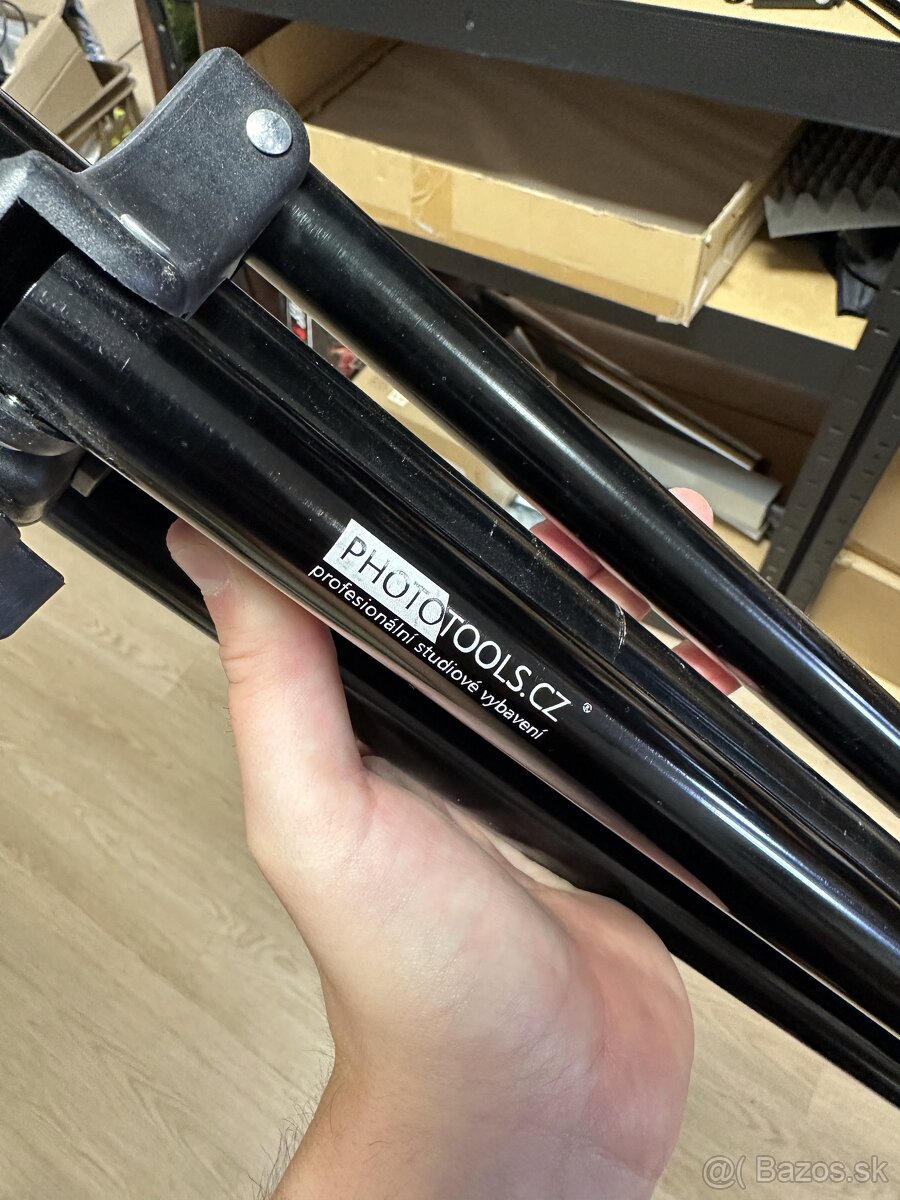 PHOTOTOOLS.CZ ®
profesionální studiové vybavení
@( Bazos.sk